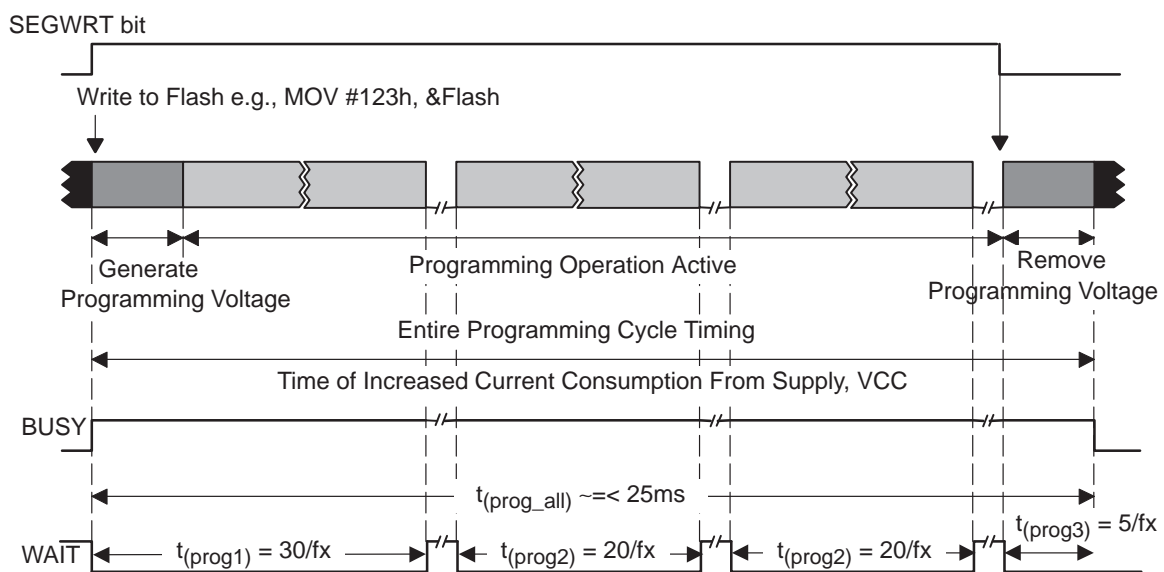 SEGWRT bit
Write to Flash e.g., MOV #123h, &Flash
Generate
Programming Voltage
Programming Operation Active
Remove
Programming Voltage
Entire Programming Cycle Timing
Time of Increased Current Consumption From Supply, VCC
BUSY
t(prog_all) ~=< 25ms
t(prog3) = 5/fx
WAIT
t(prog1) = 30/fx
t(prog2) = 20/fx
t(prog2) = 20/fx